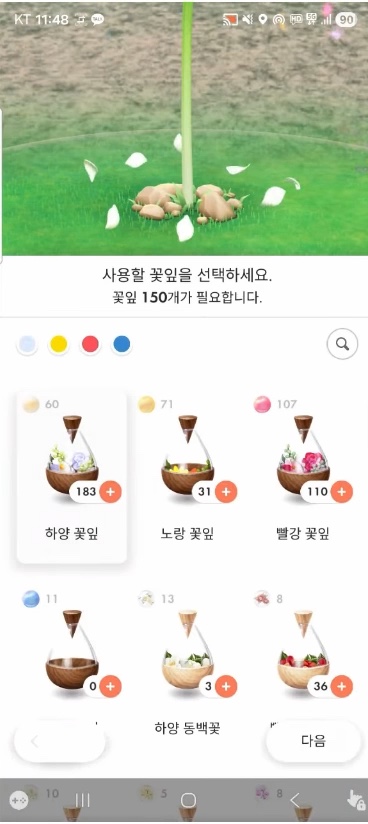 KT 11:48 90
사용할 꽃잎을 선택하세요.
꽃잎 150개가 필요합니다.
60 71 107
183 31 110
하양 꽃잎 노랑 꽃잎 빨강 꽃잎
11 13 8
0 3 36
하양 동백꽃
다음
10 5 8